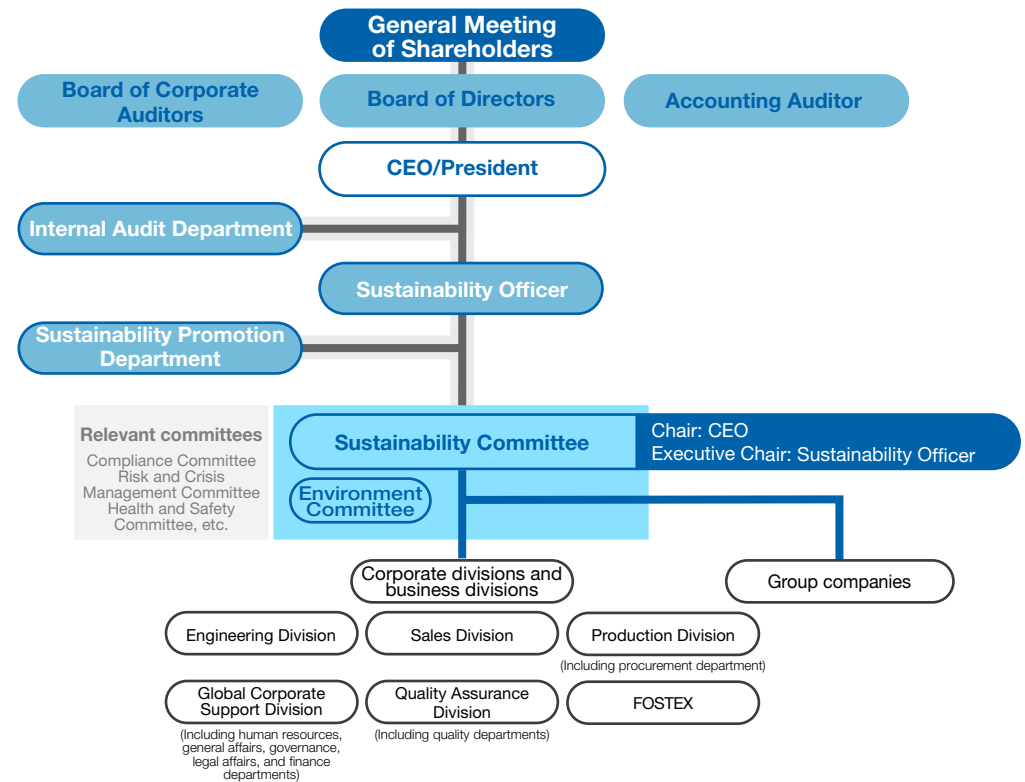 General Meeting
of Shareholders
Board of Corporate
Auditors
Board of Directors
Accounting Auditor
CEO/President
Internal Audit Department
Sustainability Officer
Sustainability Promotion
Department
Relevant committees
Compliance Committee
Risk and Crisis
Management Committee
Health and Safety
Committee, etc.
Sustainability Committee
Chair: CEO
Executive Chair: Sustainability Officer
Environment
Committee
Corporate divisions and
business divisions
Group companies
Engineering Division
Sales Division
Production Division
(Including procurement department)
Global Corporate
Support Division
(Including human resources,
general affairs, governance,
legal affairs, and finance
departments)
Quality Assurance
Division
(Including quality departments)
FOSTEX